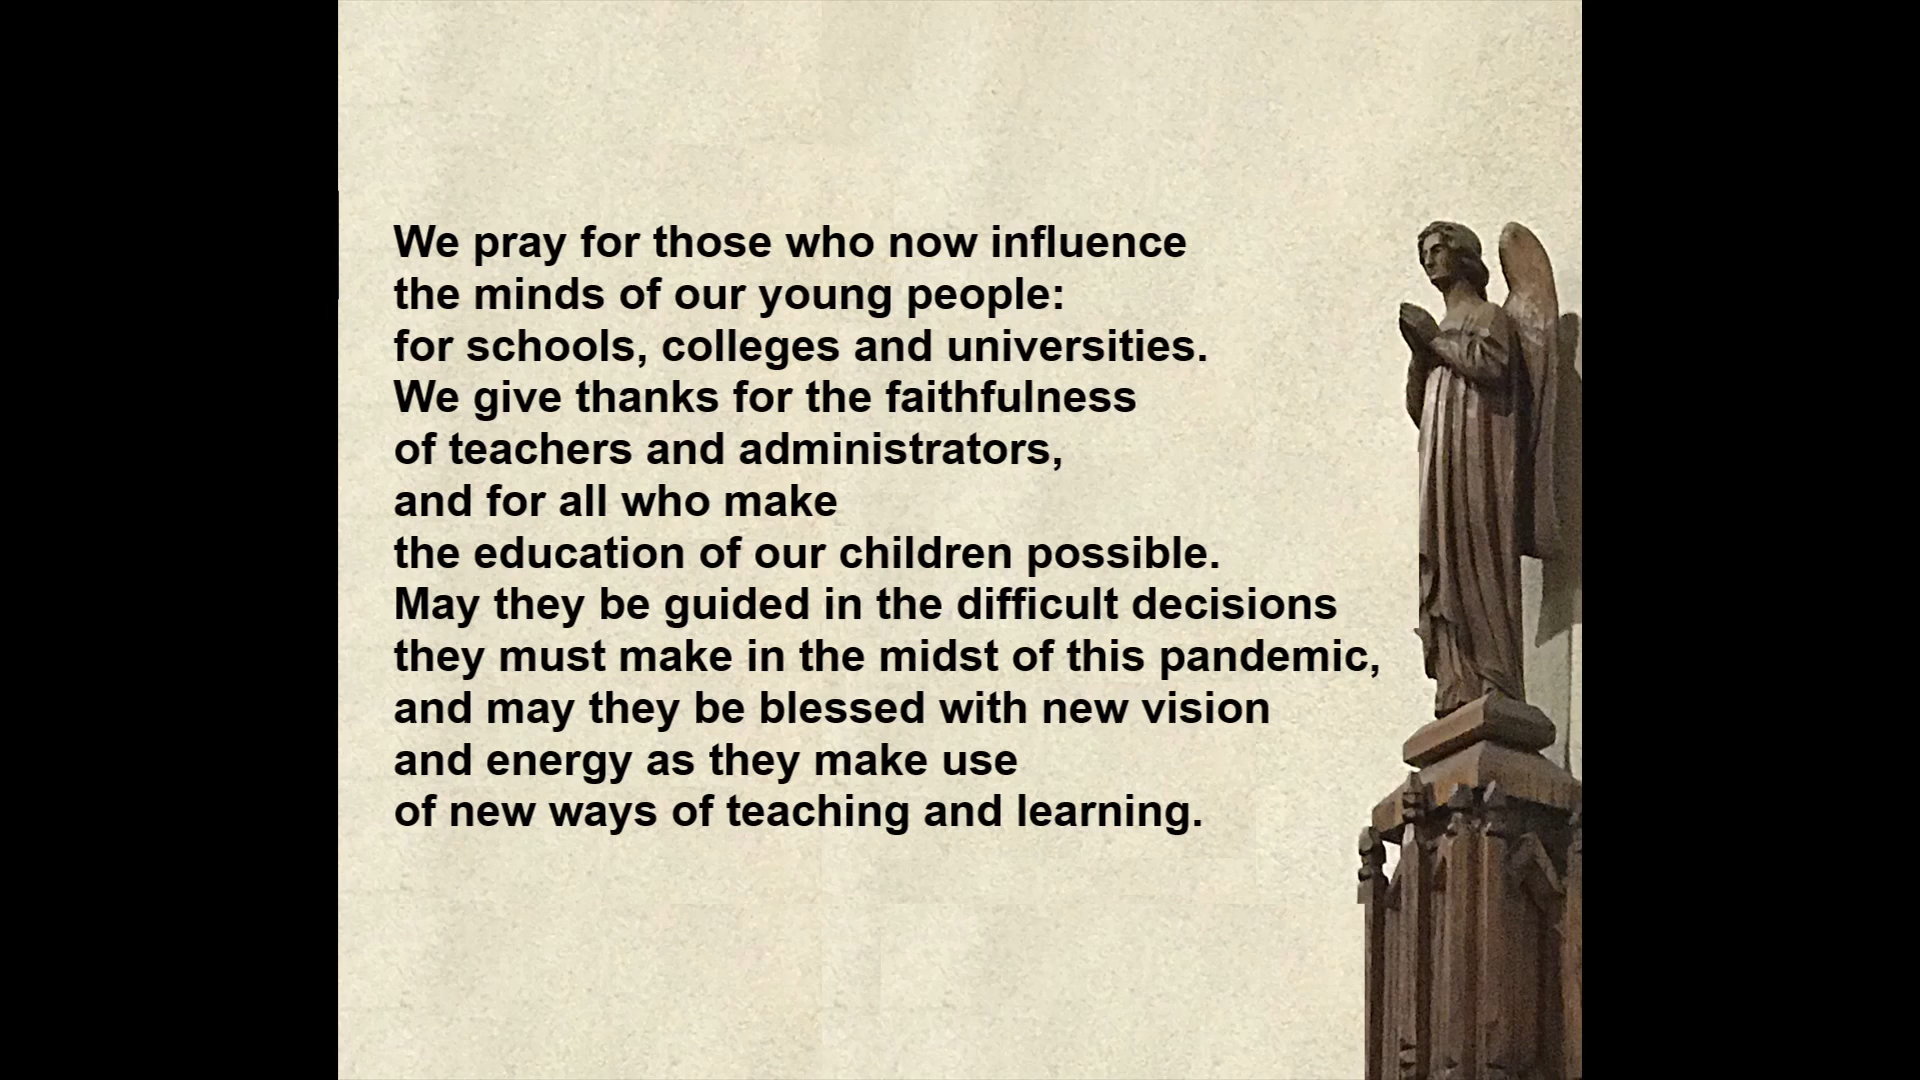 We pray for those who now influence
the minds of our young people:
for schools, colleges and universities.
We give thanks for the faithfulness
of teachers and administrators,
and for all who make
the education of our children possible.
May they be guided in the difficult decisions
they must make in the midst of this pandemic,
and may they be blessed with new vision
and energy as they make use
of new ways of teaching and learning.